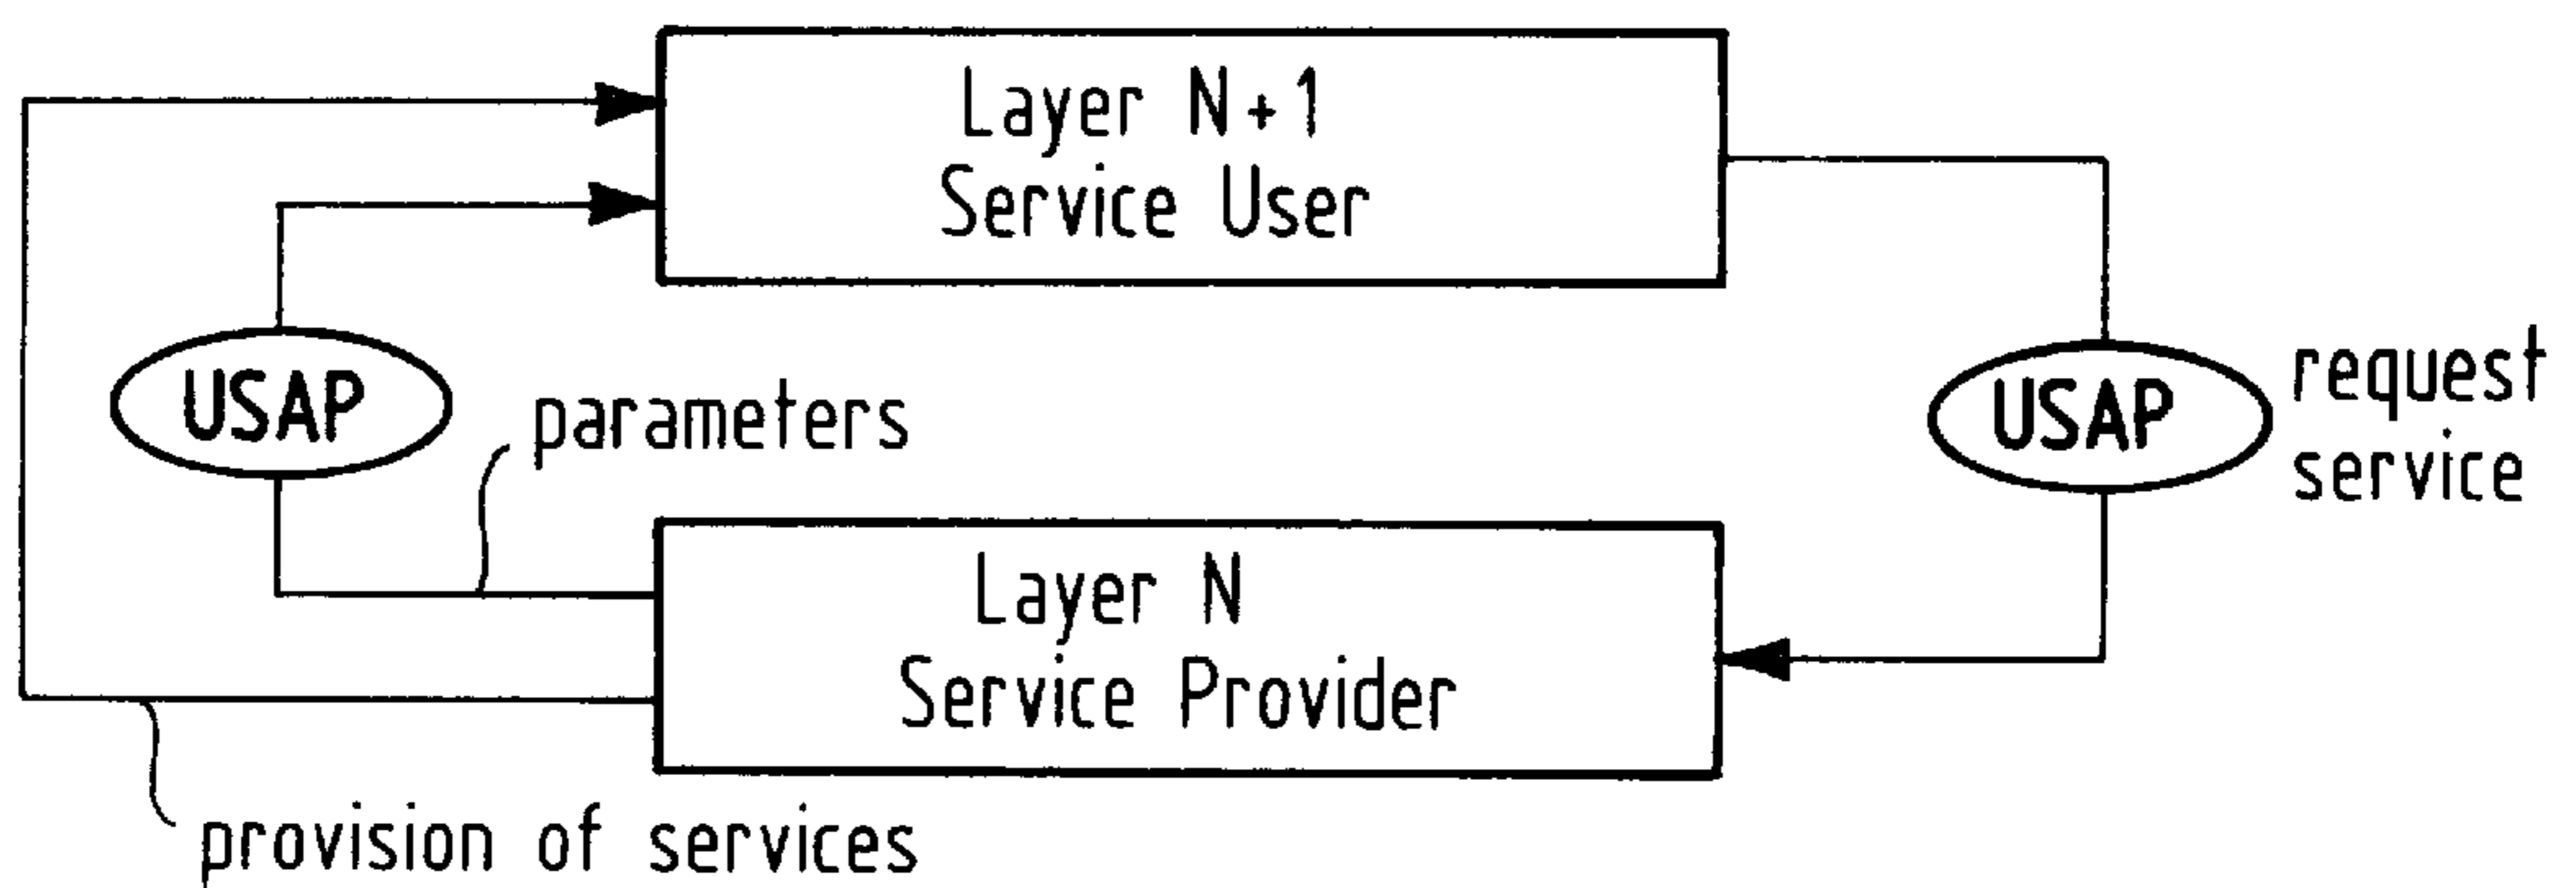 Layer N+1
Service User
USAP
parameters
USAP
request
service
Layer N
Service Provider
provision of services